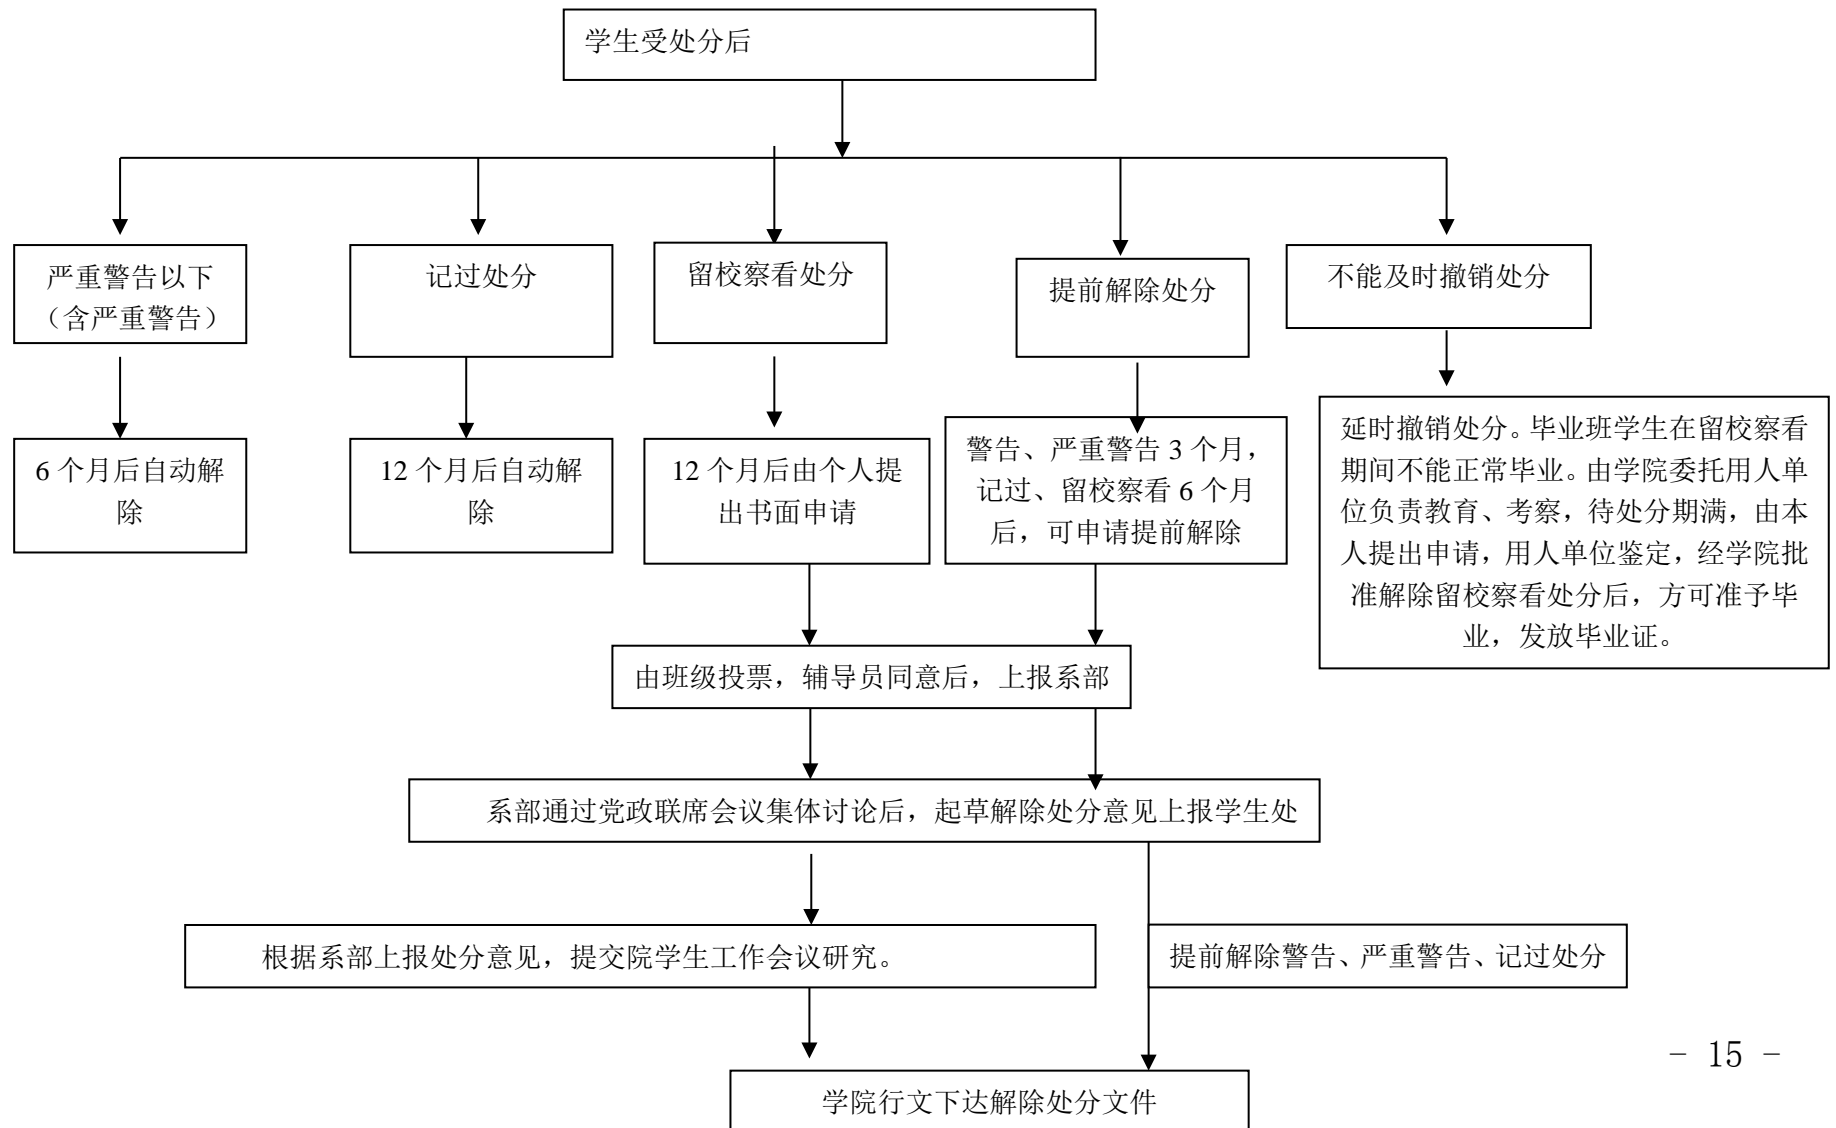 学生受处分后
严重警告以下
（含严重警告）
记过处分
留校察看处分
提前解除处分
不能及时撤销处分
6 个月后自动解
除
12 个月后自动解
除
12 个月后由个人提
出书面申请
警告、严重警告 3 个月，
记过、留校察看 6 个月
后，可申请提前解除
延时撤销处分。毕业班学生在留校察看
期间不能正常毕业。由学院委托用人单
位负责教育、考察，待处分期满，由本
人提出申请，用人单位鉴定，经学院批
准解除留校察看处分后，方可准予毕
业，发放毕业证。
由班级投票，辅导员同意后，上报系部
系部通过党政联席会议集体讨论后，起草解除处分意见上报学生处
根据系部上报处分意见，提交院学生工作会议研究。
提前解除警告、严重警告、记过处分
学院行文下达解除处分文件
- 15 -